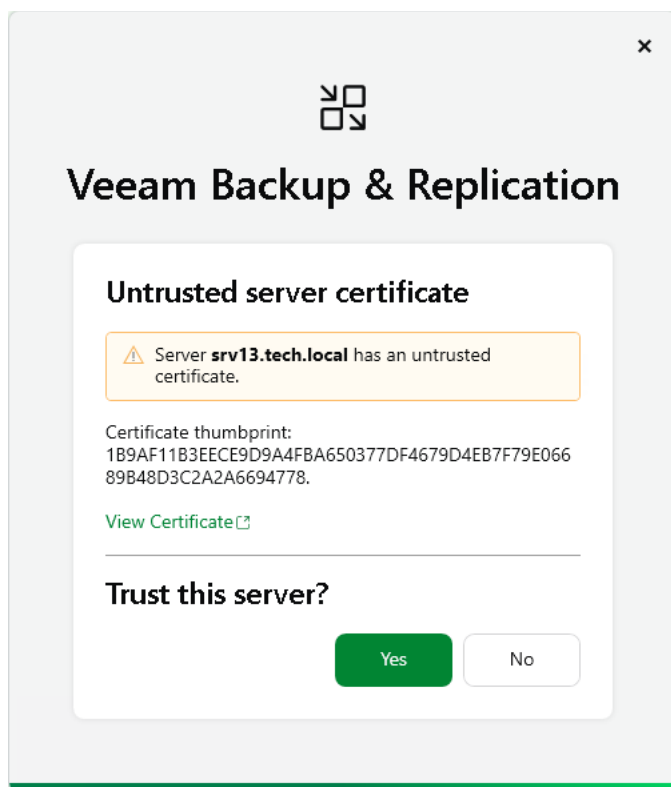 Veeam Backup & Replication
Untrusted server certificate
Server srv13.tech.local has an untrusted
certificate.
Certificate thumbprint:
1B9AF11B3EECE9D9A4FBA650377DF4679D4EB7F79E066
89B48D3C2A2A6694778.
View Certificate
Trust this server?
Yes
No